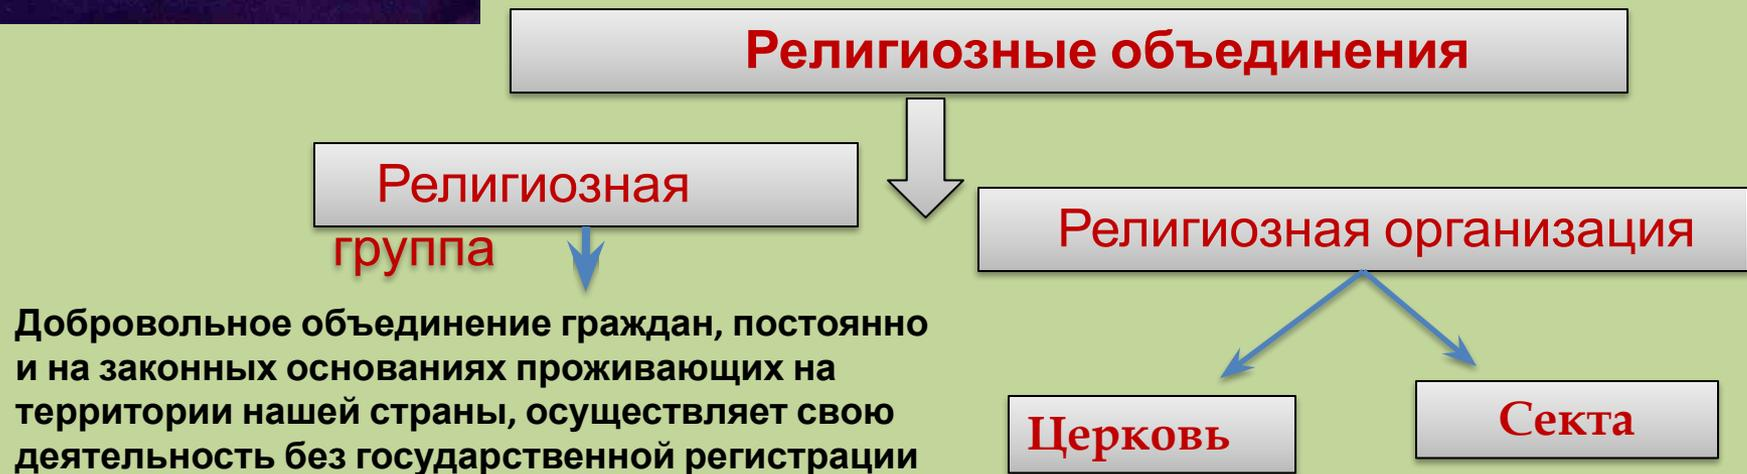 Религиозные объединения
Религиозная
группа
Религиозная организация
Добровольное объединение граждан, постоянно
и на законных основаниях проживающих на
территории нашей страны, осуществляет свою
деятельность без государственной регистрации
Церковь
Секта